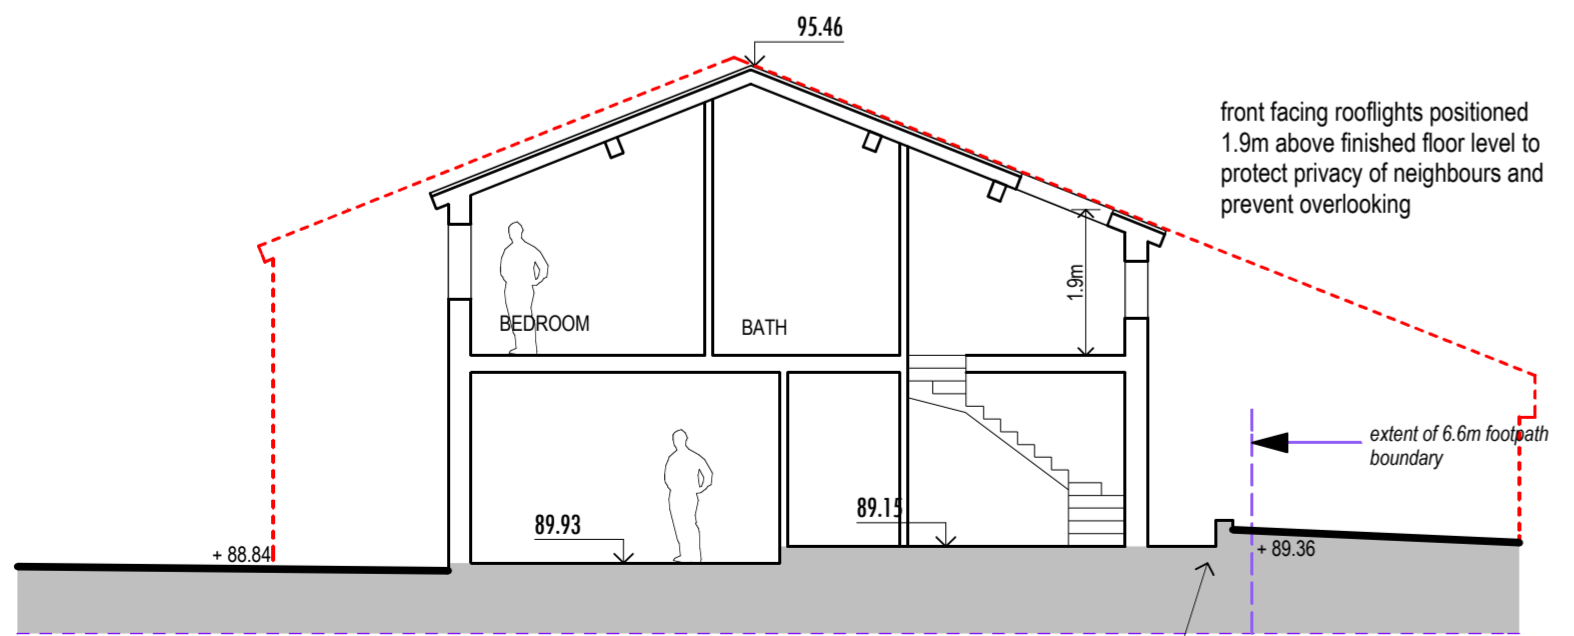 95.46
front facing rooflights positioned
1.9m above finished floor level to
protect privacy of neighbours and
prevent overlooking
1.9m
BEDROOM
BATH
extent of 6.6m footpath
boundary
89.93
89.15
+ 88.84
+ 89.36